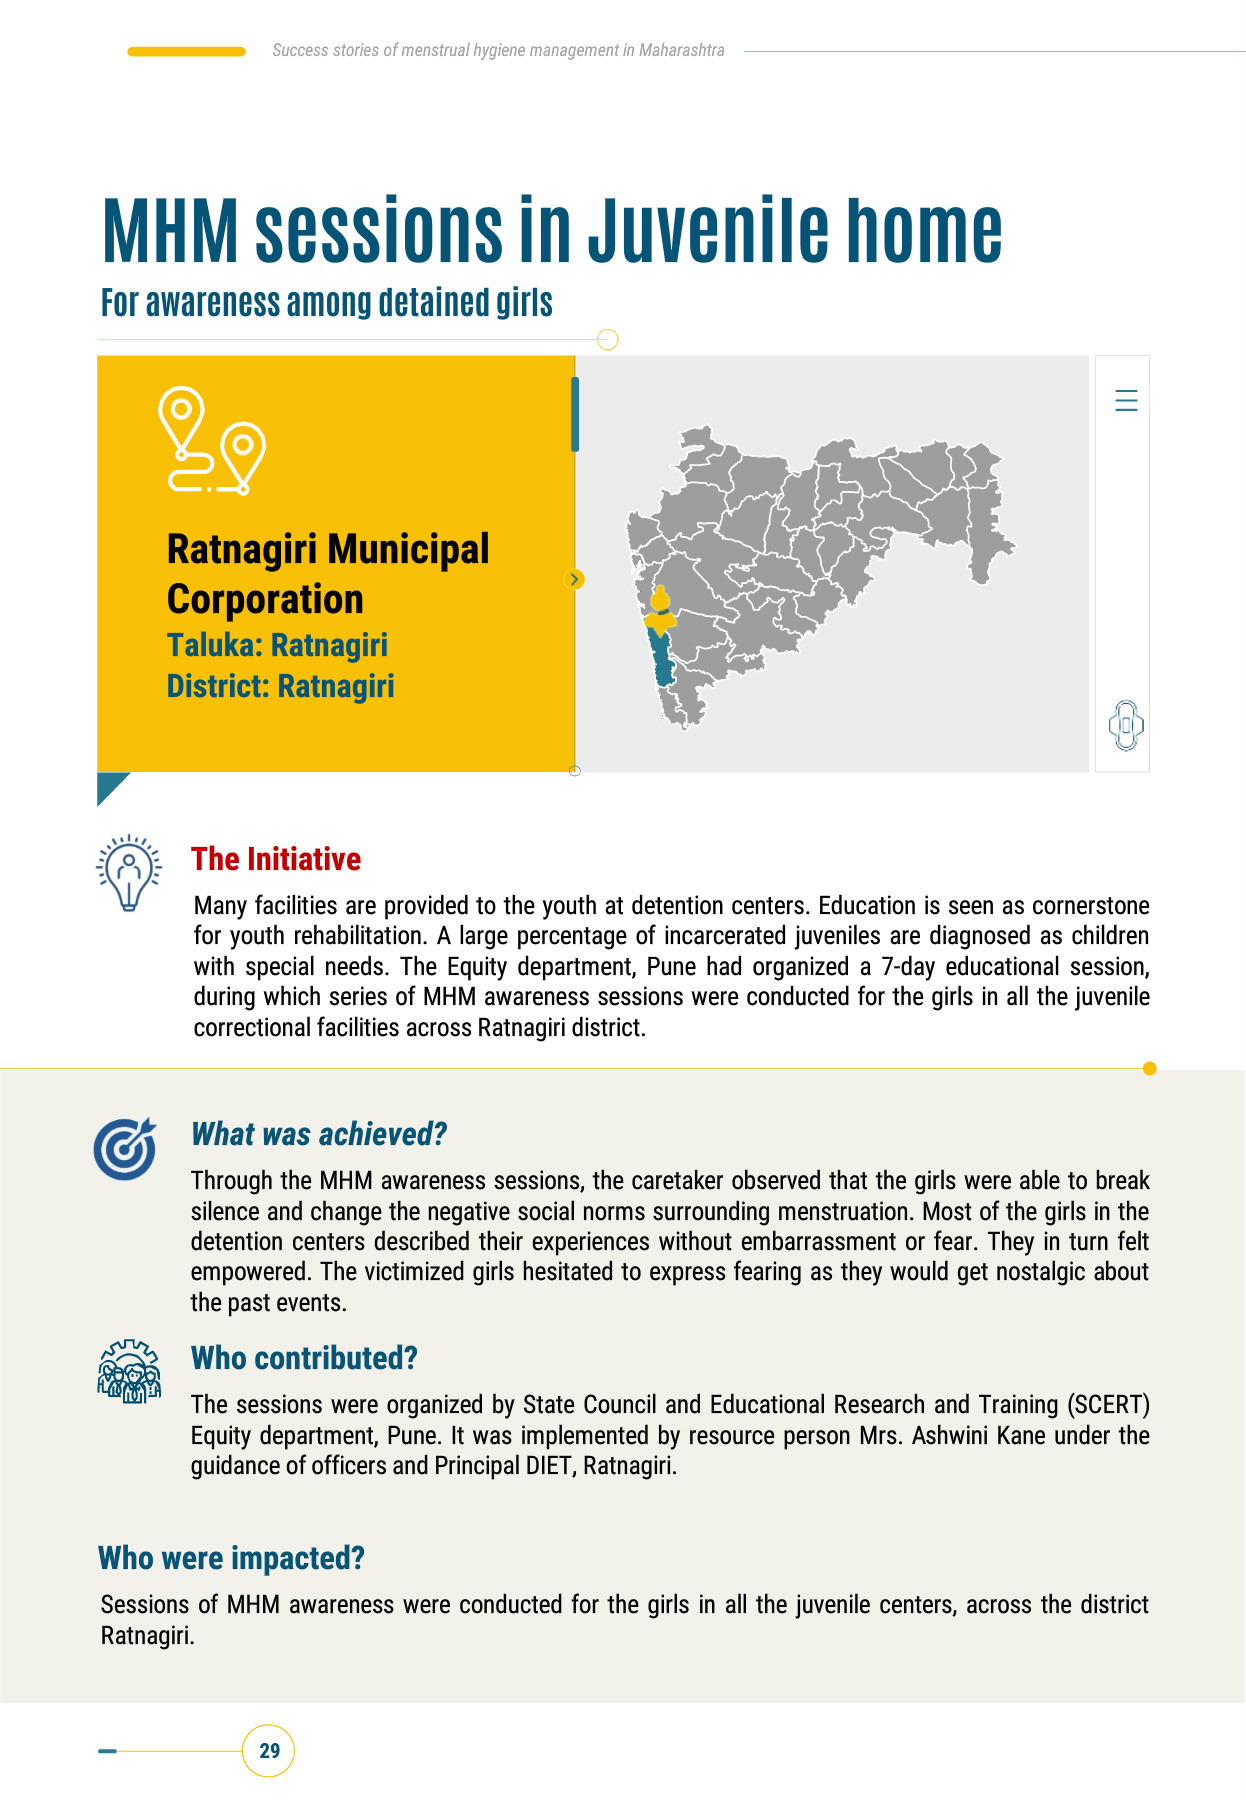 Success stories of menstrual hygiene management in Maharashtra
MHM sessions in Juvenile home
For awareness among detained girls
Ratnagiri Municipal
Corporation
Taluka: Ratnagiri
District: Ratnagiri
The Initiative
Many facilities are provided to the youth at detention centers. Education is seen as cornerstone
for youth rehabilitation. A large percentage of incarcerated juveniles are diagnosed as children
with special needs. The Equity department, Pune had organized a 7-day educational session,
during which series of MHM awareness sessions were conducted for the girls in all the juvenile
correctional facilities across Ratnagiri district.
What was achieved?
Through the MHM awareness sessions, the caretaker observed that the girls were able to break
silence and change the negative social norms surrounding menstruation. Most of the girls in the
detention centers described their experiences without embarrassment or fear. They in turn felt
empowered. The victimized girls hesitated to express fearing as they would get nostalgic about
the past events.
Who contributed?
The sessions were organized by State Council and Educational Research and Training (SCERT)
Equity department, Pune. It was implemented by resource person Mrs. Ashwini Kane under the
guidance of officers and Principal DIET, Ratnagiri.
Who were impacted?
Sessions of MHM awareness were conducted for the girls in all the juvenile centers, across the district
Ratnagiri.
29